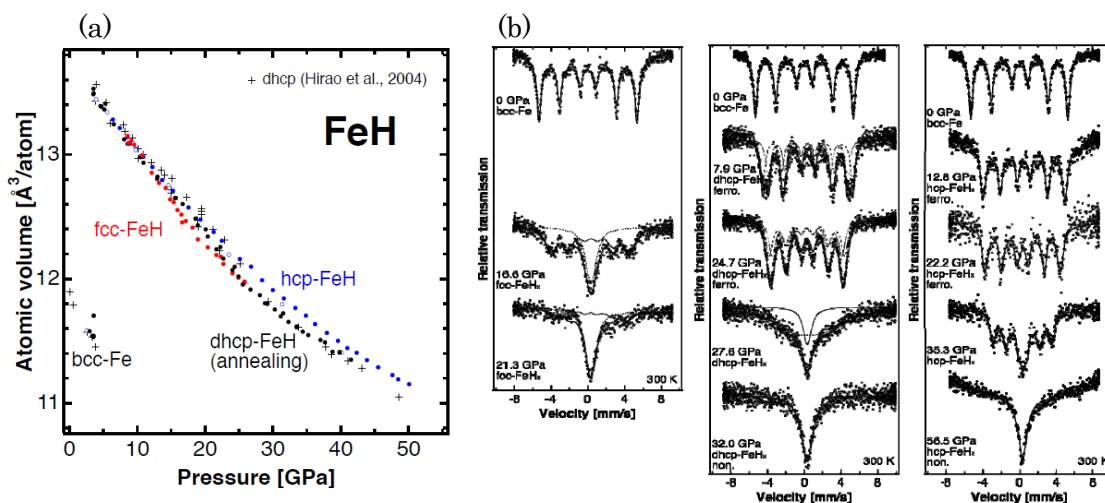 (a)
+ dhcp (Hirao et al., 2004)
FeH
fcc-FeH
hcp-FeH
dhcp-FeH
(annealing)
bcc-Fe
Atomic volume [Å³/atom]
13
12
11
0 10 20 30 40 50
Pressure [GPa]
(b)
0 GPa
bcc-Fe
16.6 GPa
fcc-FeHx
21.3 GPa
fcc-FeHx
300 K
Relative transmission
-8 -4 0 4 8
Velocity [mm/s]
0 GPa
bcc-Fe
7.9 GPa
dhcp-FeHx
ferro.
24.7 GPa
dhcp-FeHx
ferro.
27.6 GPa
dhcp-FeHx
32.0 GPa
dhcp-FeHx
non.
300 K
Relative transmission
-8 -4 0 4 8
Velocity [mm/s]
0 GPa
bcc-Fe
12.8 GPa
hcp-FeHx
ferro.
22.2 GPa
hcp-FeHx
ferro.
35.3 GPa
hcp-FeHx
56.5 GPa
hcp-FeHx
non.
300 K
Relative transmission
-8 -4 0 4 8
Velocity [mm/s]